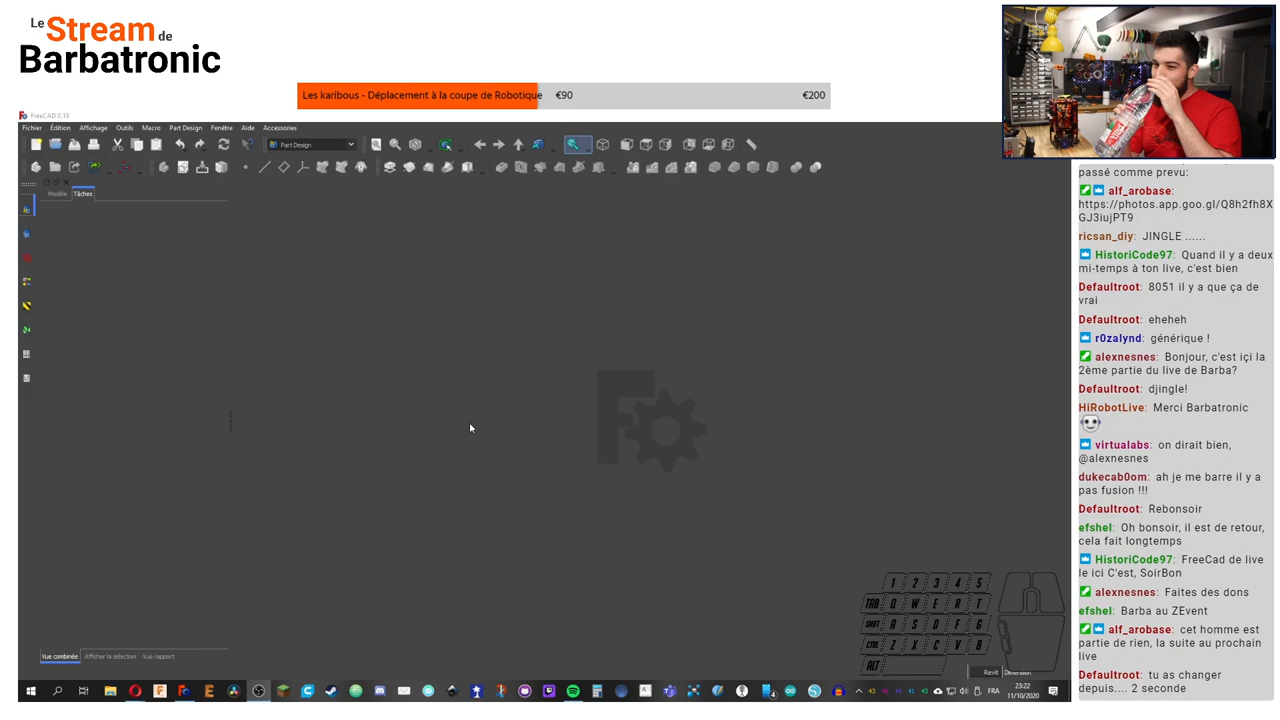 Le Stream de
Barbatronic
Les karibous - Déplacement à la coupe de Robotique €90 €200
FreeCAD 0.19
Fichier Édition Affichage Outils Macro Part Design Fenêtre Aide Accessories
Part Design
Modèle Tâches
passé comme prevu:
alf_arobase:
https://photos.app.goo.gl/Q8h2fh8X
GJ3iujPT9
ricsan_diy: JINGLE ......
HistoriCode97: Quand il y a deux
mi-temps à ton live, c'est bien
Defaultroot: 8051 il y a que ça de
vrai
Defaultroot: eheheh
r0zalynd: générique !
alexnesnes: Bonjour, c'est içi la
2ème partie du live de Barba?
Defaultroot: djingle!
HiRobotLive: Merci Barbatronic
virtualabs: on dirait bien,
@alexnesnes
dukecab0om: ah je me barre il y a
pas fusion !!!
Defaultroot: Rebonsoir
efshel: Oh bonsoir, il est de retour,
cela fait longtemps
HistoriCode97: FreeCad de live
le ici C'est, SoirBon
alexnesnes: Faites des dons
efshel: Barba au ZEvent
alf_arobase: cet homme est
partie de rien, la suite au prochain
live
Defaultroot: tu as changer
depuis.... 2 seconde
1 2 3 4 5
TAB Q W E R T
SHIFT A S D F G
CTRL Z X C V B
ALT
Vue combinée Afficher la sélection Vue rapport
Revit Dimension
FRA
23:22
11/10/2020